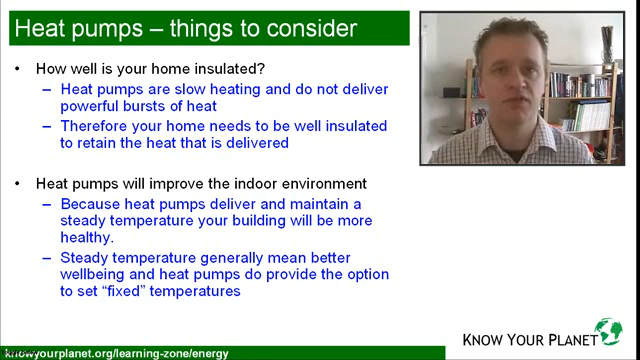 Heat pumps – things to consider
• How well is your home insulated?
– Heat pumps are slow heating and do not deliver
powerful bursts of heat
– Therefore your home needs to be well insulated
to retain the heat that is delivered
• Heat pumps will improve the indoor environment
– Because heat pumps deliver and maintain a
steady temperature your building will be more
healthy.
– Steady temperature generally mean better
wellbeing and heat pumps do provide the option
to set “fixed” temperatures
KNOW YOUR PLANET
knowyourplanet.org/learning-zone/energy